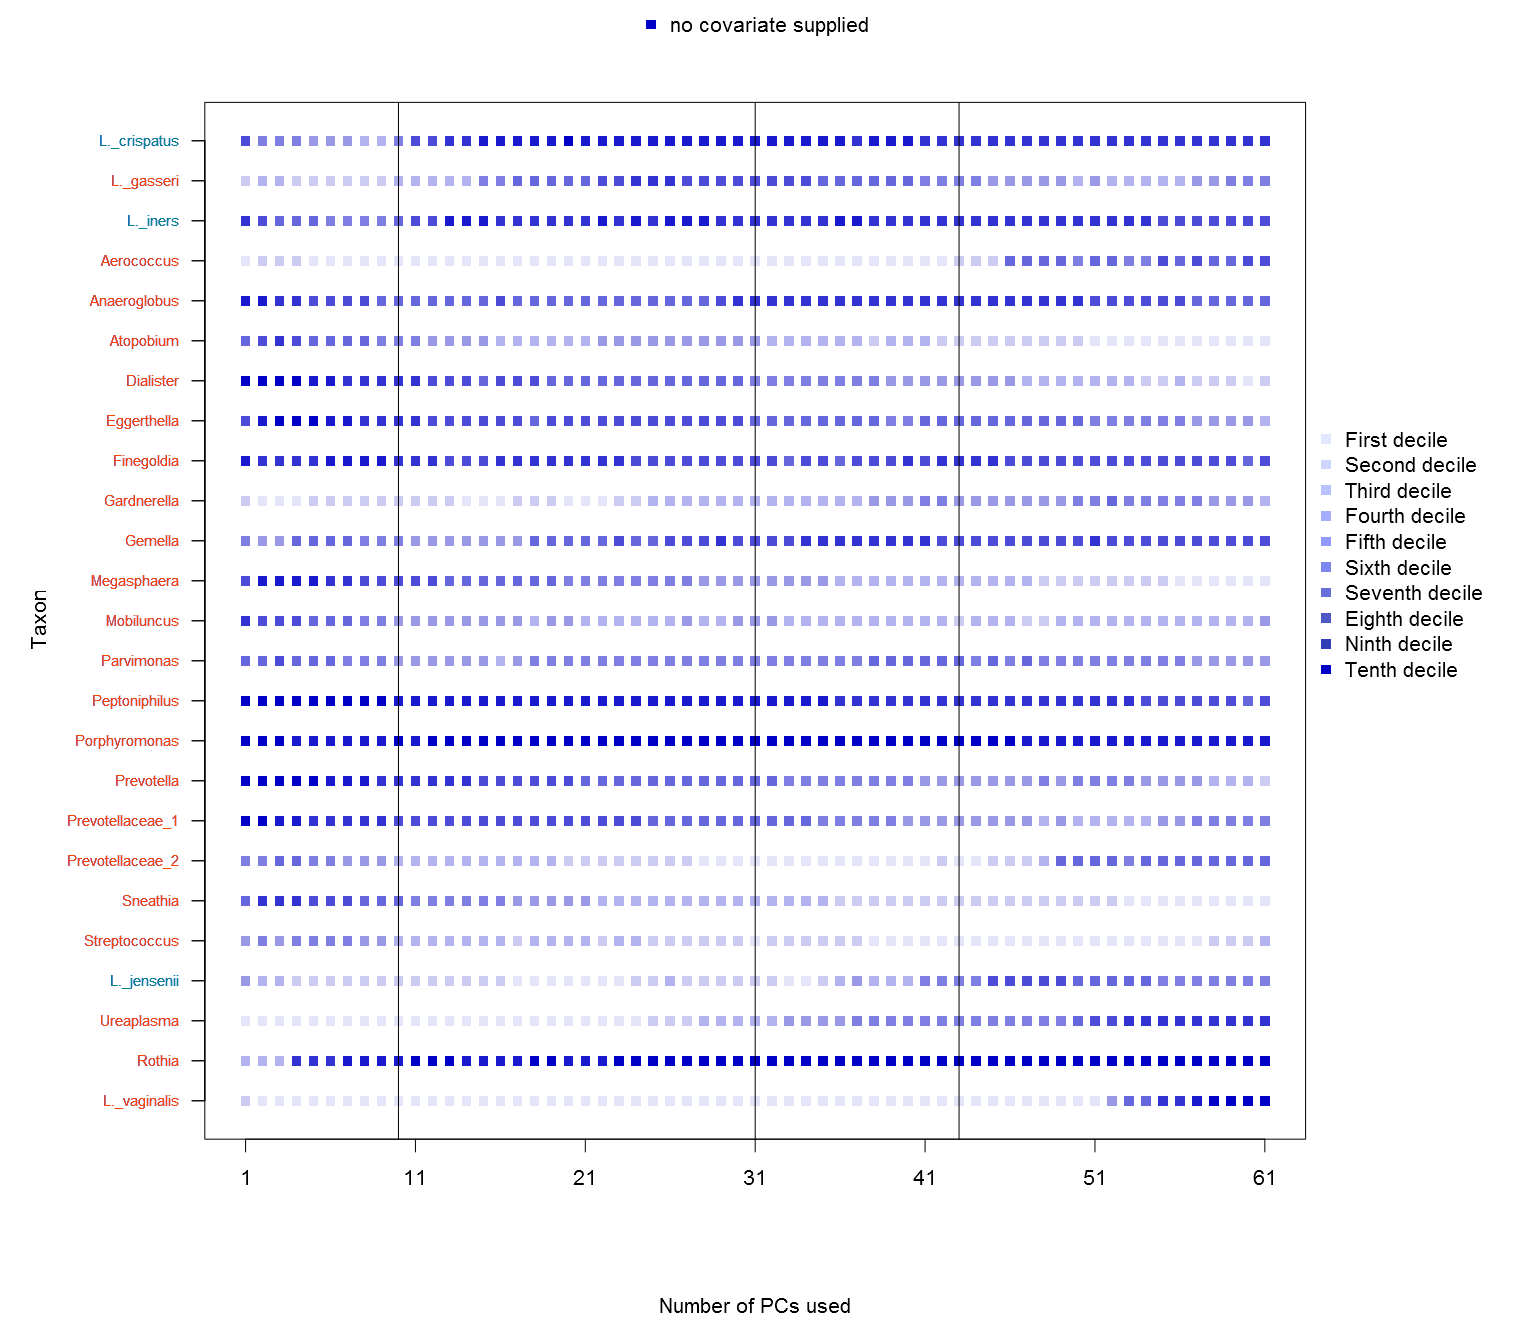 no covariate supplied
L._crispatus
L._gasseri
L._iners
Aerococcus
Anaeroglobus
Atopobium
Dialister
Eggerthella
Finegoldia
Gardnerella
Gemella
Megasphaera
Mobiluncus
Parvimonas
Peptoniphilus
Porphyromonas
Prevotella
Prevotellaceae_1
Prevotellaceae_2
Sneathia
Streptococcus
L._jensenii
Ureaplasma
Rothia
L._vaginalis
Taxon
First decile
Second decile
Third decile
Fourth decile
Fifth decile
Sixth decile
Seventh decile
Eighth decile
Ninth decile
Tenth decile
1 11 21 31 41 51 61
Number of PCs used